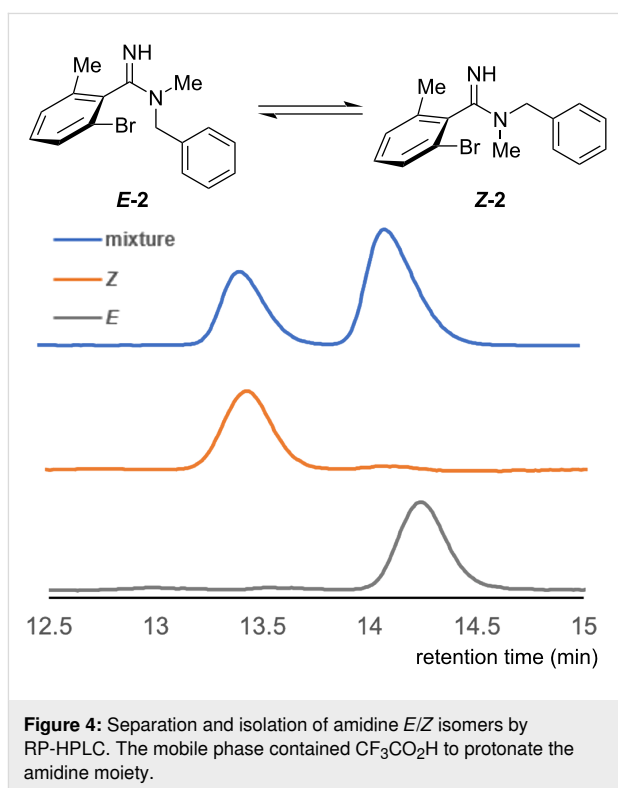 NH
Me
N
Me
Br
E-2
NH
Me
N
Br
Me
Z-2
mixture
Z
E
12.5 13 13.5 14 14.5 15
retention time (min)
Figure 4: Separation and isolation of amidine E/Z isomers by
RP-HPLC. The mobile phase contained CF₃CO₂H to protonate the
amidine moiety.